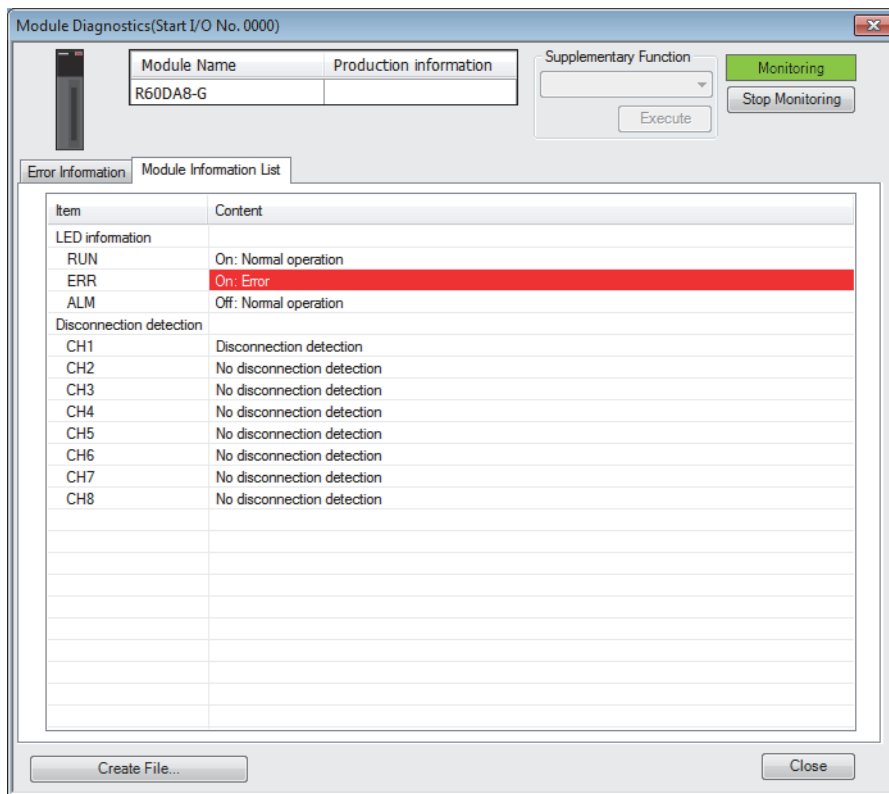 Module Diagnostics(Start I/O No. 0000)
Module Name Production information
R60DA8-G
Supplementary Function
Execute
Monitoring
Stop Monitoring
Error Information Module Information List
Item Content
LED information
RUN On: Normal operation
ERR On: Error
ALM Off: Normal operation
Disconnection detection
CH1 Disconnection detection
CH2 No disconnection detection
CH3 No disconnection detection
CH4 No disconnection detection
CH5 No disconnection detection
CH6 No disconnection detection
CH7 No disconnection detection
CH8 No disconnection detection
Create File... Close